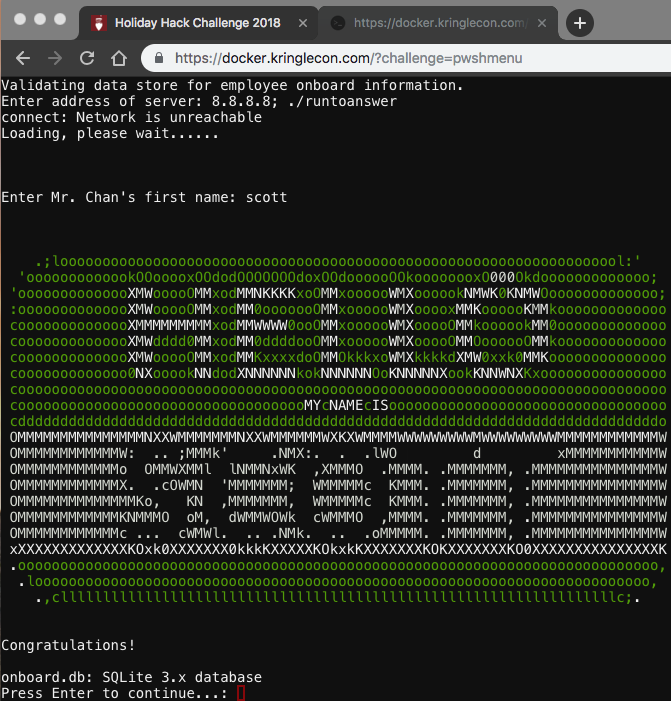 Holiday Hack Challenge 2018
https://docker.kringlecon.com/
https://docker.kringlecon.com/?challenge=pwshmenu
Validating data store for employee onboard information.
Enter address of server: 8.8.8.8; ./runtoanswer
connect: Network is unreachable
Loading, please wait......
Enter Mr. Chan's first name: scott
HELLO
MYcNAMEcIS
SCOTT
Congratulations!
onboard.db: SQLite 3.x database
Press Enter to continue...: